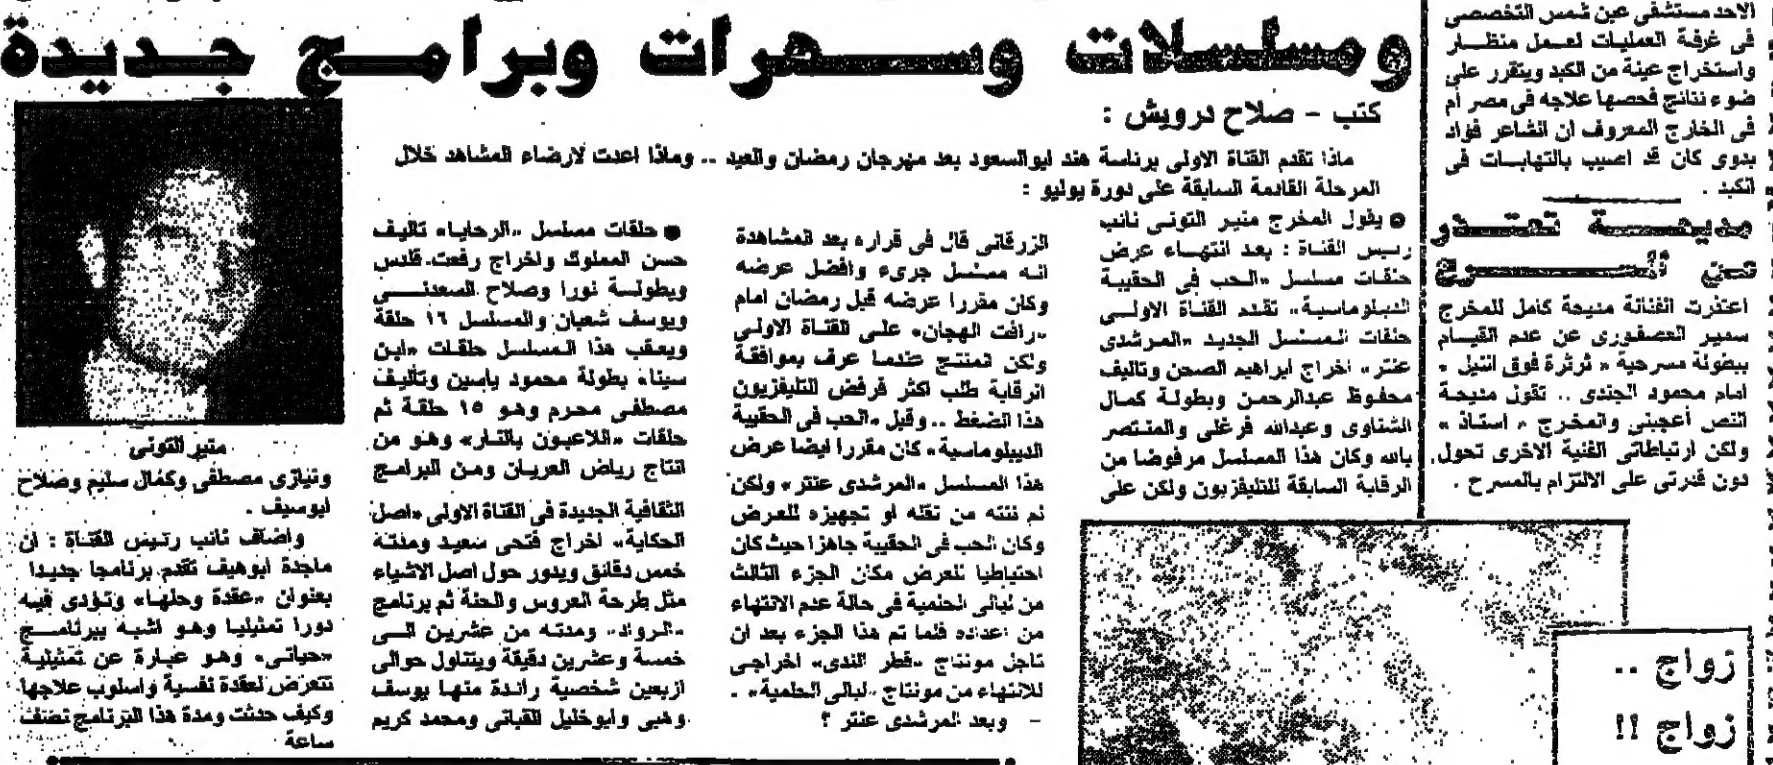 الاحد مستشفى عين شمس التخصصى
فى غرفة العمليات لعمل منظار
واستخراج عينة من الكبد ويتقرر على
ضوء نتائج فحصها علاجه فى مصر أم
فى الخارج المعروف ان الشاعر فؤاد
بدوى كان قد اصيب بالتهابات فى
الكبد .
مديحة تعتذر
عن المسرح
اعتذرت الفنانة مديحة كامل للمخرج
سمير العصفورى عن عدم القيام
ببطولة مسرحية « ثرثرة فوق النيل »
امام محمود الجندى .. تقول مديحة
النص أعجبنى والمخرج « استاذ »
ولكن ارتباطاتى الفنية الاخرى تحول
دون قدرتى على الالتزام بالمسرح .
ومسلسلات وسهرات وبرامج جديدة
كتب - صلاح درويش :
ماذا تقدم القناة الاولى برئاسة هند ابوالسعود بعد مهرجان رمضان والعيد .. وماذا اعدت لارضاء المشاهد خلال
المرحلة القادمة السابقة على دورة يوليو :
● يقول المخرج منير التونى نائب
رئيس القناة : بعد انتهاء عرض
حلقات مسلسل «الحب فى الحقيبة
الدبلوماسية» تقدم القناة الاولى
حلقات المسلسل الجديد «المرشدى
عنتر» اخراج ابراهيم الصحن وتاليف
محفوظ عبدالرحمن وبطولة كمال
الشناوى وعبدالله فرغلى والمنتصر
بالله وكان هذا المسلسل مرفوضا من
الرقابة السابقة للتليفزيون ولكن على
الزرقانى قال فى قراره بعد المشاهدة
انه مسلسل جرىء وافضل عرضه
وكان مقررا عرضه قبل رمضان امام
«رافت الهجان» على القناة الاولى
ولكن المنتج عندما عرف بموافقة
الرقابة طلب اكثر فرفض التليفزيون
هذا الضغط .. وقيل «الحب فى الحقيبة
الديبلوماسية» كان مقررا ايضا عرض
هذا المسلسل «المرشدى عنتر» ولكن
لم ننته من نقله او تجهيزه للعرض
وكان الحب فى الحقيبة جاهزا حيث كان
احتياطيا للعرض مكان الجزء الثالث
من ليالى الحلمية فى حالة عدم الانتهاء
من اعداده فلما تم هذا الجزء بعد ان
تاجل مونتاج «قطر الندى» اخراجى
للانتهاء من مونتاج «ليالى الحلمية» .
- وبعد المرشدى عنتر ؟
● حلقات مسلسل «الرحايا» تاليف
حسن المملوك واخراج رفعت قلدس
وبطولة نورا وصلاح السعدنى
ويوسف شعبان والمسلسل ١٦ حلقة
ويعقب هذا المسلسل حلقات «ابن
سينا» بطولة محمود ياسين وتأليف
مصطفى محرم وهو ١٥ حلقة ثم
حلقات «اللاعبون بالنار» وهو من
انتاج رياض العريان ومن البرامج
الثقافية الجديدة فى القناة الاولى «اصل
الحكاية» اخراج فتحى سعيد ومدته
خمس دقائق ويدور حول اصل الاشياء
مثل طرحة العروس والحنة ثم برنامج
«الرواد» ومدته من عشرين الى
خمسة وعشرين دقيقة ويتناول حوالى
اربعين شخصية رائدة منها يوسف
وهبى وابوخليل القبانى ومحمد كريم
منير التونى
ونيازى مصطفى وكمال سليم وصلاح
ابوسيف .
واضاف نائب رئيس القناة : ان
ماجدة ابوهيف تقدم برنامجا جديدا
بعنوان «عقدة وحلها» وتؤدى فيه
دورا تمثيليا وهو اشبه ببرنامج
«حياتى» وهو عبارة عن تمثيلية
تتعرض لعقدة نفسية واسلوب علاجها
وكيف حدثت ومدة هذا البرنامج نصف
ساعة
زواج ..
زواج !!